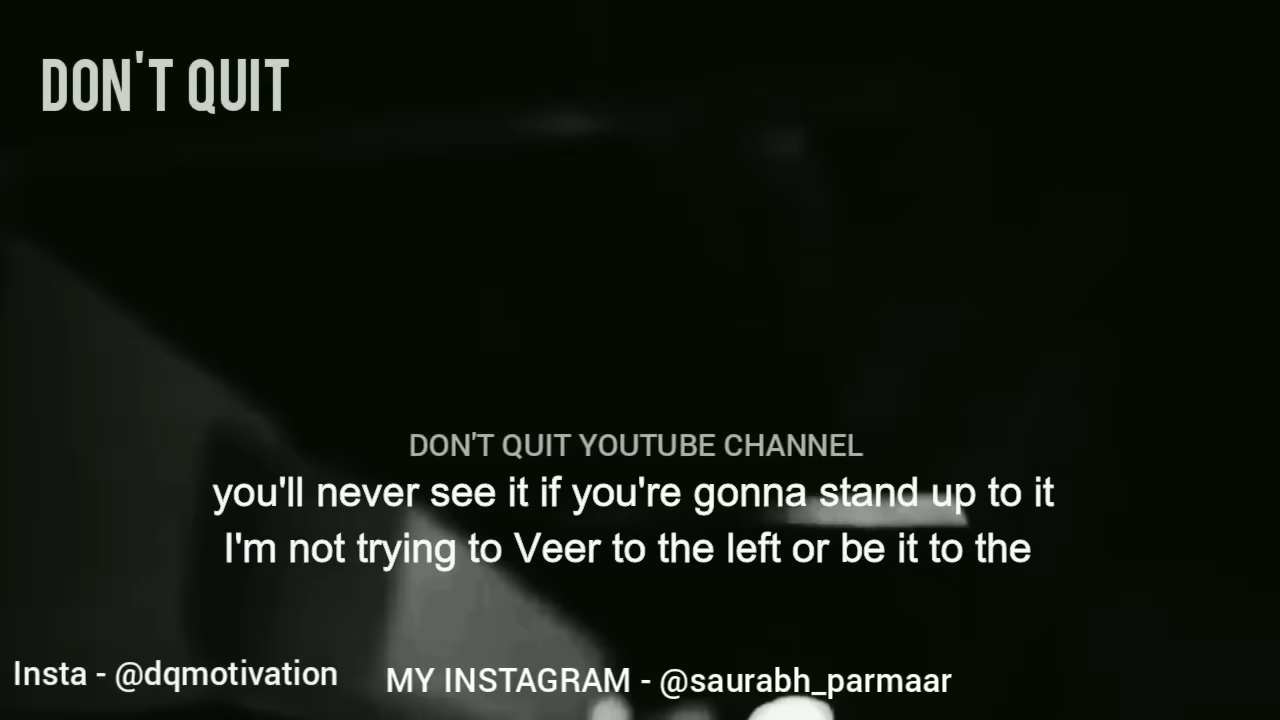 DON'T QUIT
DON'T QUIT YOUTUBE CHANNEL
you'll never see it if you're gonna stand up to it
I'm not trying to Veer to the left or be it to the
Insta - @dqmotivation
MY INSTAGRAM - @saurabh_parmaar